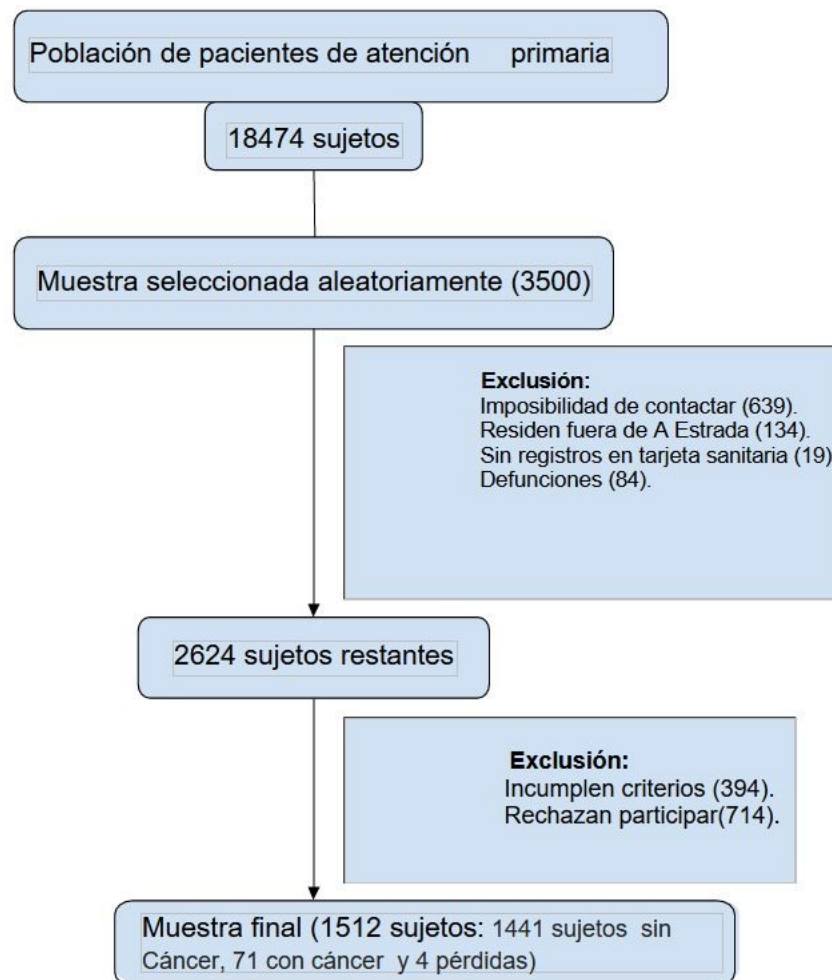 Población de pacientes de atención primaria
18474 sujetos
Muestra seleccionada aleatoriamente (3500)
Exclusión:
Imposibilidad de contactar (639).
Residen fuera de A Estrada (134).
Sin registros en tarjeta sanitaria (19)
Defunciones (84).
2624 sujetos restantes
Exclusión:
Incumplen criterios (394).
Rechazan participar(714).
Muestra final (1512 sujetos: 1441 sujetos sin
Cáncer, 71 con cáncer y 4 pérdidas)